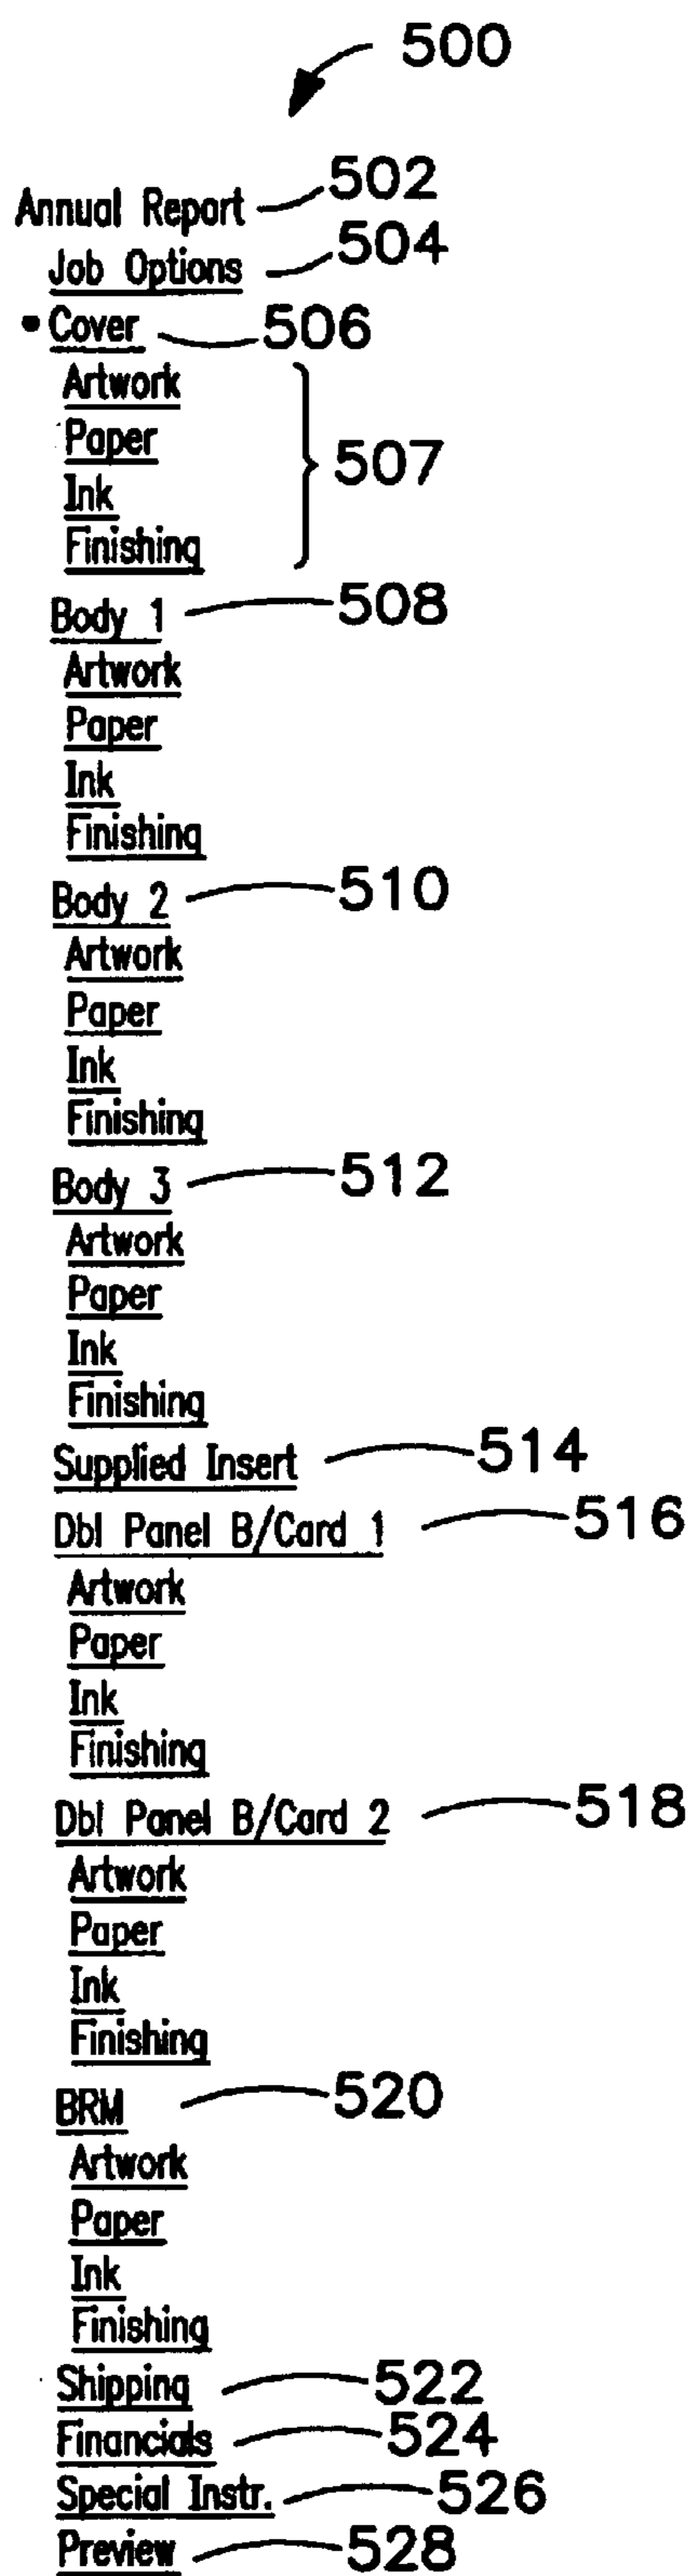 500
Annual Report 502
Job Options 504
• Cover 506
Artwork
Paper
Ink
Finishing
507
Body 1 508
Artwork
Paper
Ink
Finishing
Body 2 510
Artwork
Paper
Ink
Finishing
Body 3 512
Artwork
Paper
Ink
Finishing
Supplied Insert 514
Dbl Panel B/Card 1 516
Artwork
Paper
Ink
Finishing
Dbl Panel B/Card 2 518
Artwork
Paper
Ink
Finishing
BRM 520
Artwork
Paper
Ink
Finishing
Shipping 522
Financials 524
Special Instr. 526
Preview 528